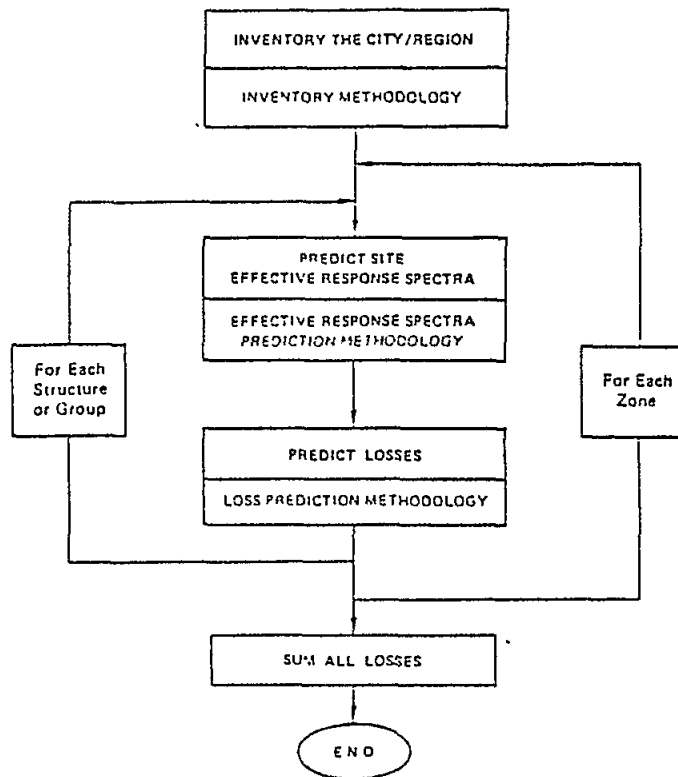 INVENTORY THE CITY/REGION
INVENTORY METHODOLOGY
PREDICT SITE
EFFECTIVE RESPONSE SPECTRA
EFFECTIVE RESPONSE SPECTRA
PREDICTION METHODOLOGY
For Each
Structure
or Group
For Each
Zone
PREDICT LOSSES
LOSS PREDICTION METHODOLOGY
SUM ALL LOSSES
END